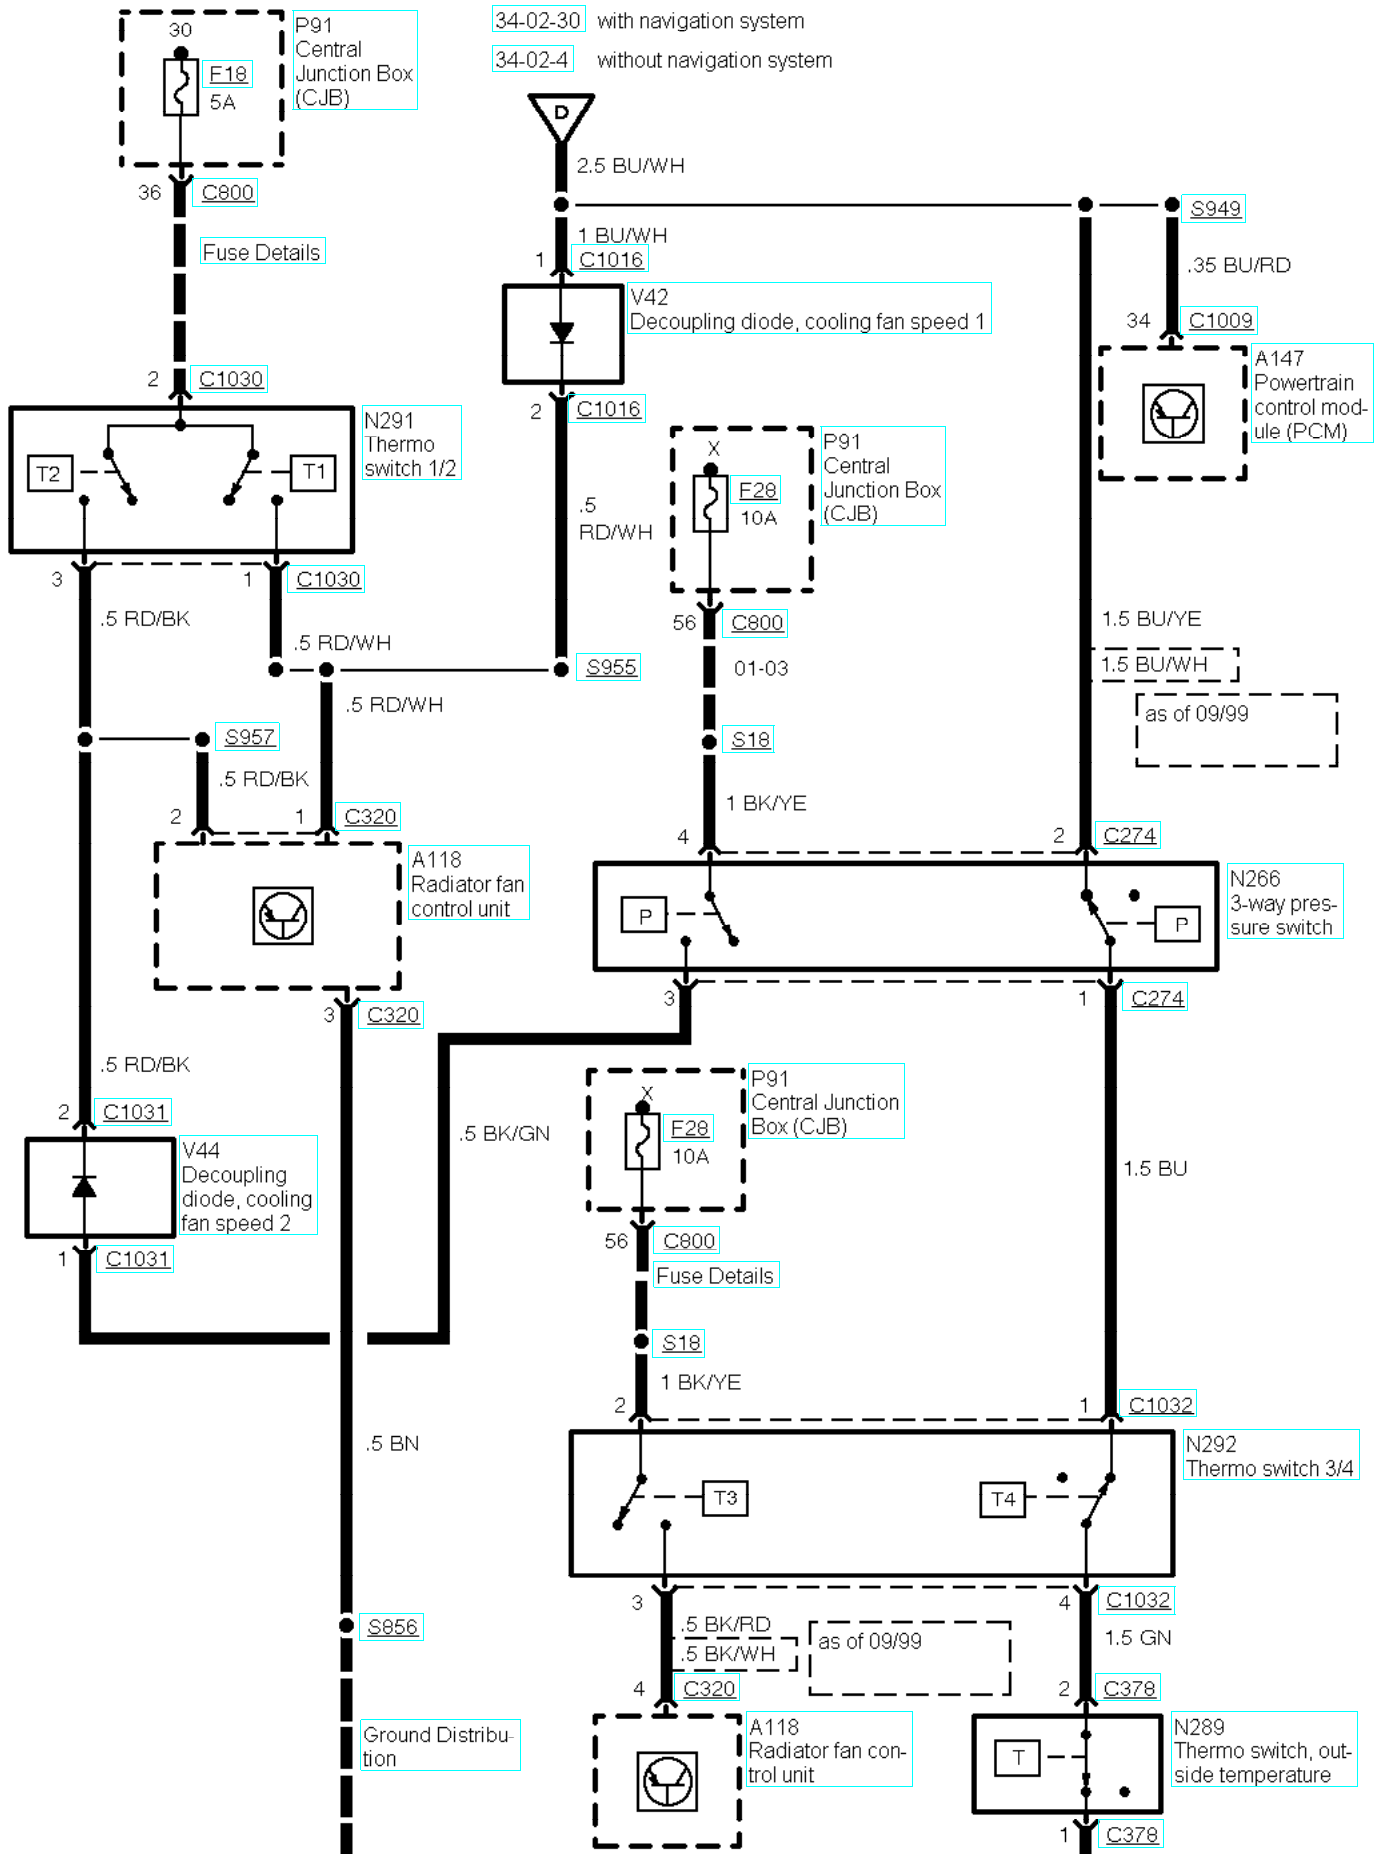 34-02-30 with navigation system
34-02-4 without navigation system
30
F18
5A
P91
Central
Junction Box
(CJB)
36
C800
Fuse Details
D
2.5 BU/WH
S949
1 BU/WH
1
C1016
V42
Decoupling diode, cooling fan speed 1
2
C1016
.35 BU/RD
34
C1009
A147
Powertrain
control mod-
ule (PCM)
2
C1030
N291
Thermo
switch 1/2
T2
T1
3
1
C1030
.5 RD/BK
.5 RD/WH
.5
RD/WH
S955
.5 RD/WH
X
F28
10A
P91
Central
Junction Box
(CJB)
56
C800
01-03
S18
1 BK/YE
1.5 BU/YE
1.5 BU/WH
as of 09/99
S957
.5 RD/BK
2
1
C320
A118
Radiator fan
control unit
3
C320
4
2
C274
N266
3-way pres-
sure switch
P
P
3
1
C274
.5 RD/BK
2
C1031
V44
Decoupling
diode, cooling
fan speed 2
1
C1031
.5 BK/GN
X
F28
10A
P91
Central Junction
Box (CJB)
56
C800
Fuse Details
S18
1 BK/YE
1.5 BU
2
1
C1032
N292
Thermo switch 3/4
T3
T4
.5 BN
3
4
C1032
.5 BK/RD
.5 BK/WH
as of 09/99
1.5 GN
S856
4
C320
2
C378
Ground Distribu-
tion
A118
Radiator fan con-
trol unit
T
N289
Thermo switch, out-
side temperature
1
C378